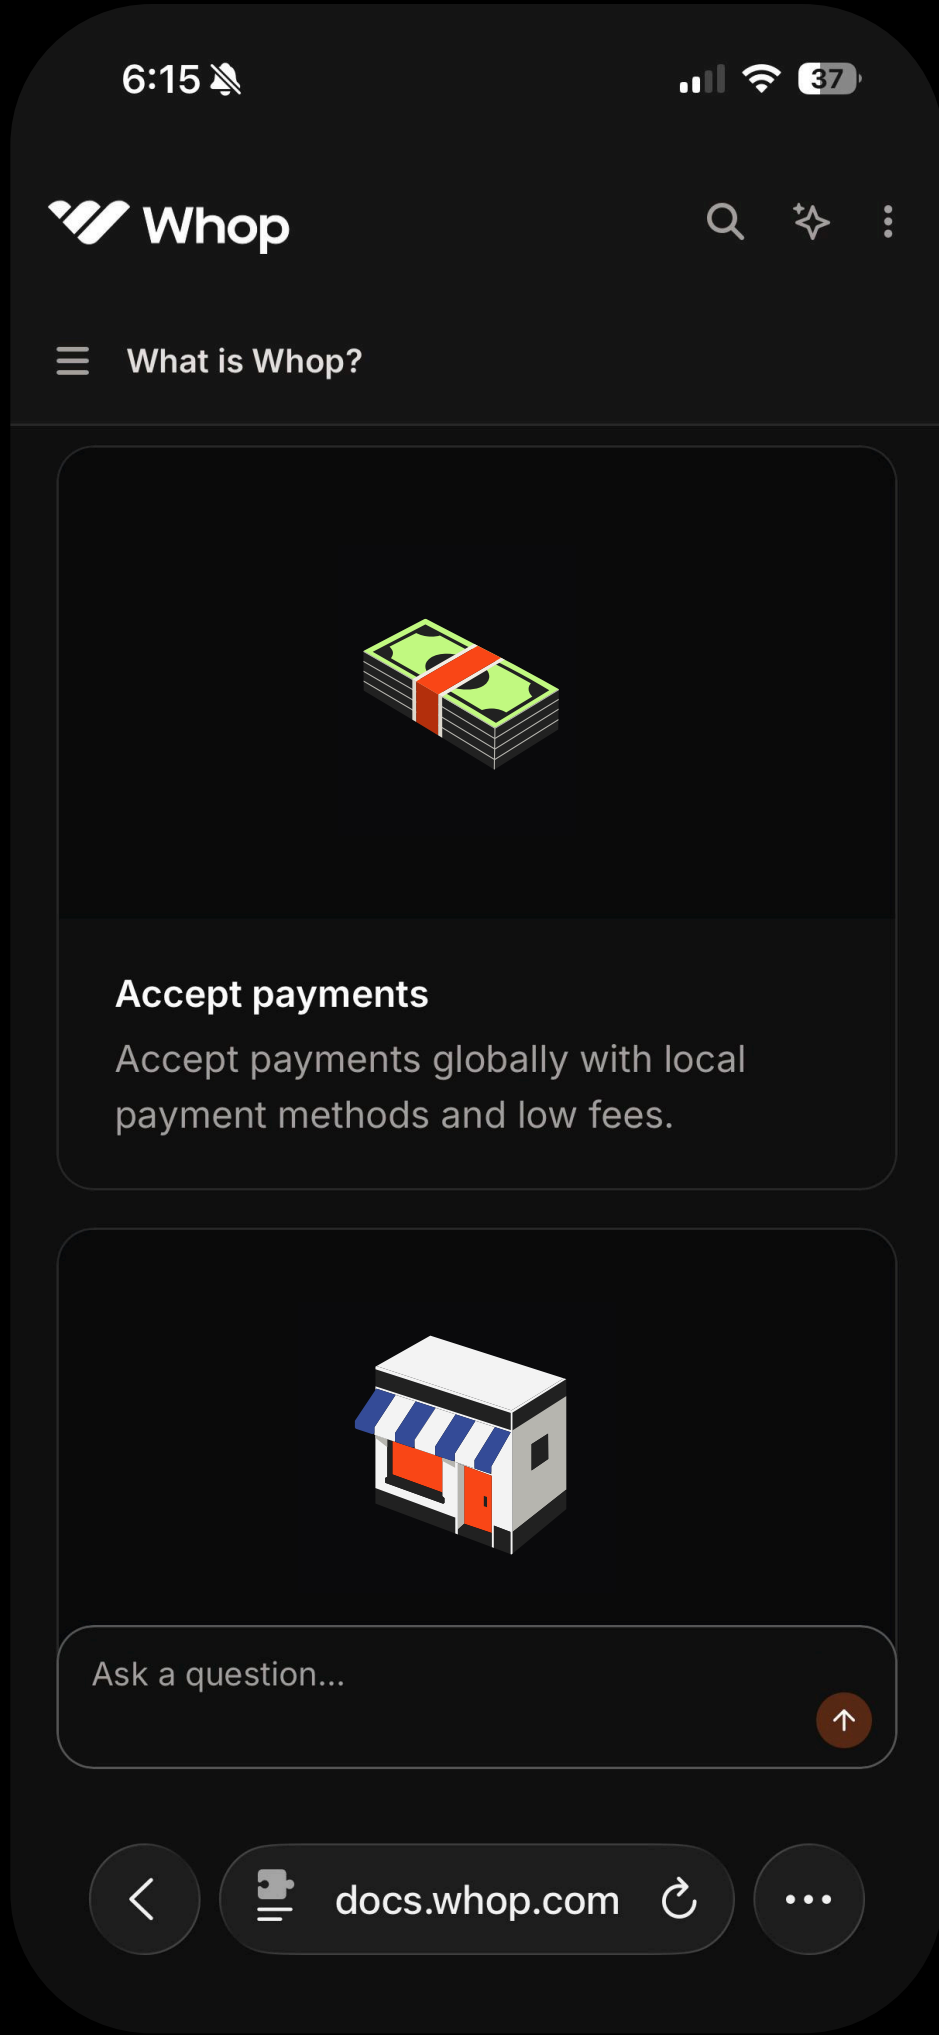 6:15
37
Whop
What is Whop?
Accept payments
Accept payments globally with local
payment methods and low fees.
Ask a question...
docs.whop.com